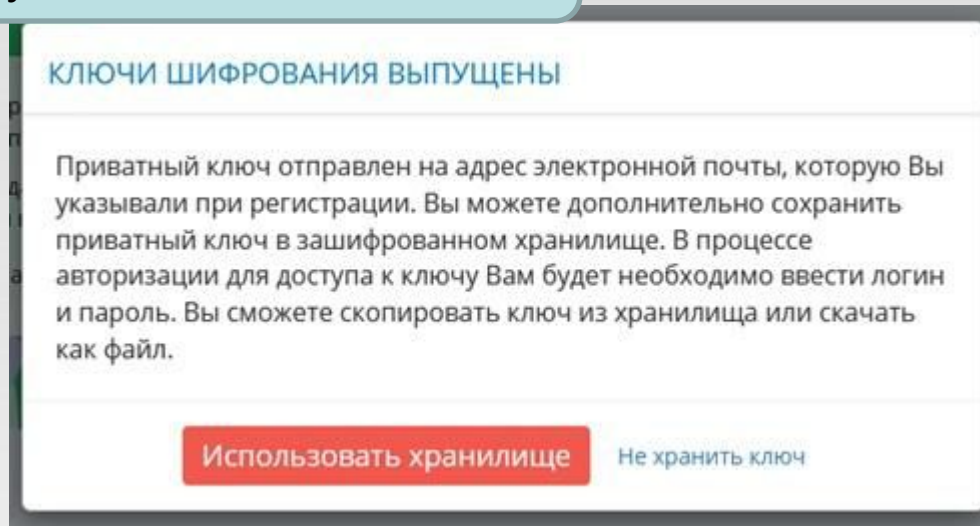 КЛЮЧИ ШИФРОВАНИЯ ВЫПУЩЕНЫ
Приватный ключ отправлен на адрес электронной почты, которую Вы
указывали при регистрации. Вы можете дополнительно сохранить
приватный ключ в зашифрованном хранилище. В процессе
авторизации для доступа к ключу Вам будет необходимо ввести логин
и пароль. Вы сможете скопировать ключ из хранилища или скачать
как файл.
Использовать хранилище Не хранить ключ